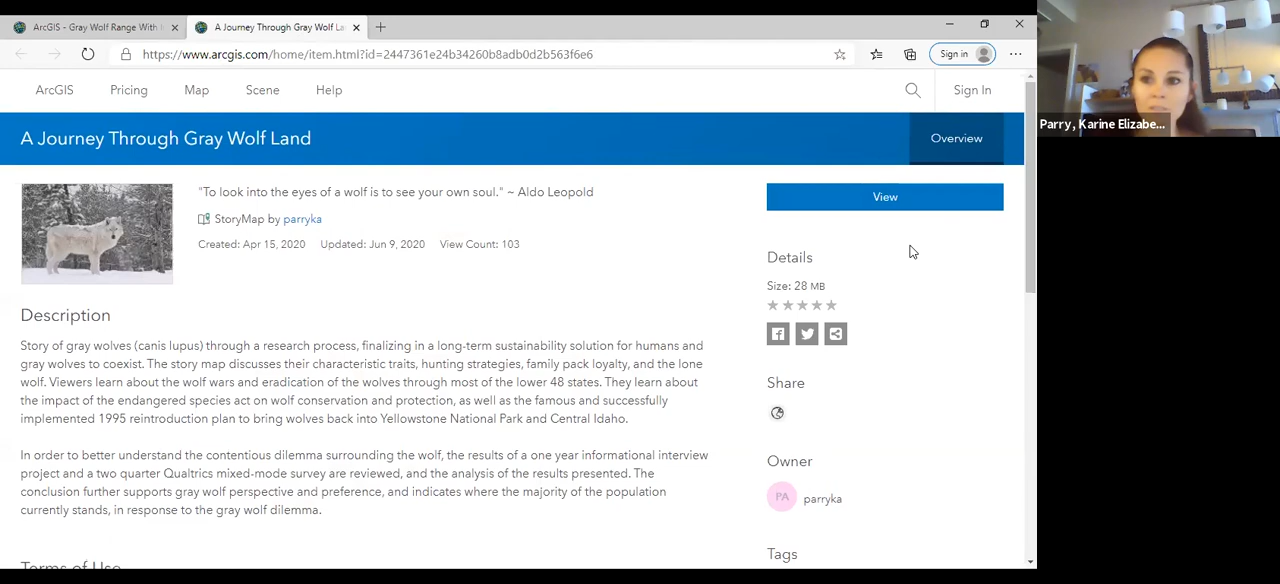 ArcGIS - Gray Wolf Range With
A Journey Through Gray Wolf La
https://www.arcgis.com/home/item.html?id=2447361e24b34260b8adb0d2b563f6e6
Sign in
ArcGIS Pricing Map Scene Help Sign In
A Journey Through Gray Wolf Land
Overview
"To look into the eyes of a wolf is to see your own soul." ~ Aldo Leopold
StoryMap by parryka
Created: Apr 15, 2020 Updated: Jun 9, 2020 View Count: 103
View
Details
Size: 28 MB
Description
Story of gray wolves (canis lupus) through a research process, finalizing in a long-term sustainability solution for humans and
gray wolves to coexist. The story map discusses their characteristic traits, hunting strategies, family pack loyalty, and the lone
wolf. Viewers learn about the wolf wars and eradication of the wolves through most of the lower 48 states. They learn about
the impact of the endangered species act on wolf conservation and protection, as well as the famous and successfully
implemented 1995 reintroduction plan to bring wolves back into Yellowstone National Park and Central Idaho.
In order to better understand the contentious dilemma surrounding the wolf, the results of a one year informational interview
project and a two quarter Qualtrics mixed-mode survey are reviewed, and the analysis of the results presented. The
conclusion further supports gray wolf perspective and preference, and indicates where the majority of the population
currently stands, in response to the gray wolf dilemma.
Share
Owner
PA parryka
Tags
Terms of Use
Parry, Karine Elizabe...